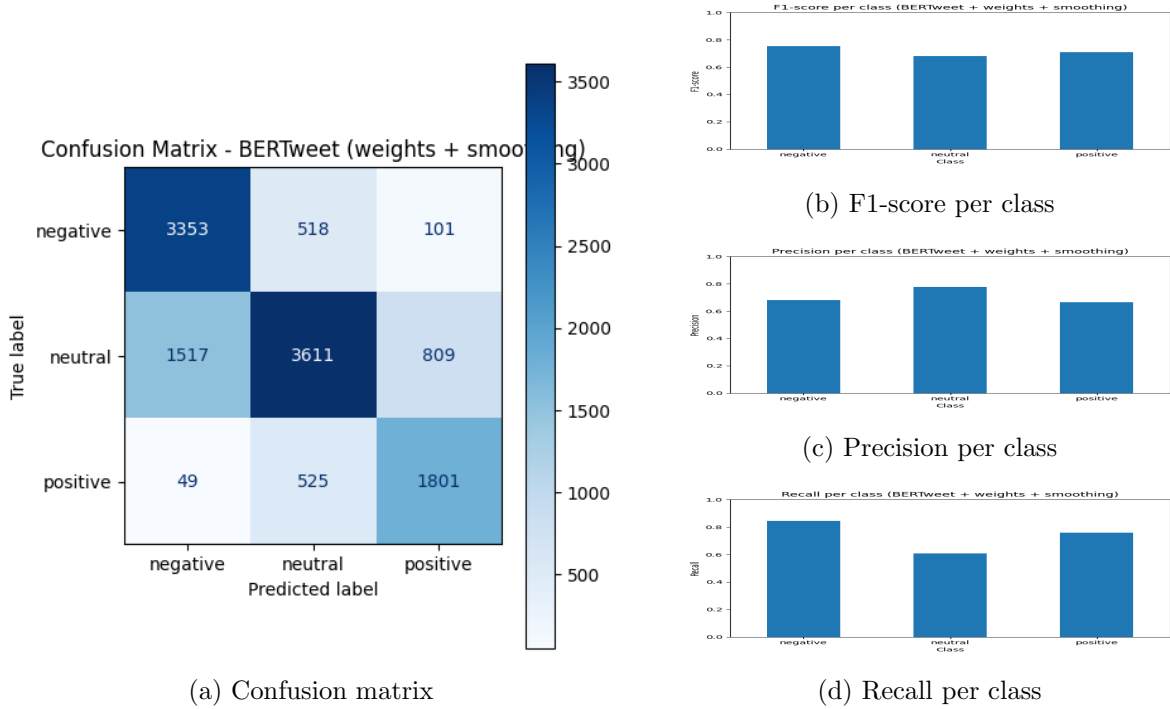 Confusion Matrix - BERTweet (weights + smoothing)
3500
3000
2500
2000
1500
1000
500
True label
negative
3353 518 101
neutral
1517 3611 809
positive
49 525 1801
negative neutral positive
Predicted label
(a) Confusion matrix
F1-score per class (BERTweet + weights + smoothing)
1.0
0.8
0.6
0.4
0.2
0.0
F1-score
negative neutral positive
Class
(b) F1-score per class
Precision per class (BERTweet + weights + smoothing)
1.0
0.8
0.6
0.4
0.2
0.0
Precision
negative neutral positive
Class
(c) Precision per class
Recall per class (BERTweet + weights + smoothing)
1.0
0.8
0.6
0.4
0.2
0.0
Recall
negative neutral positive
Class
(d) Recall per class